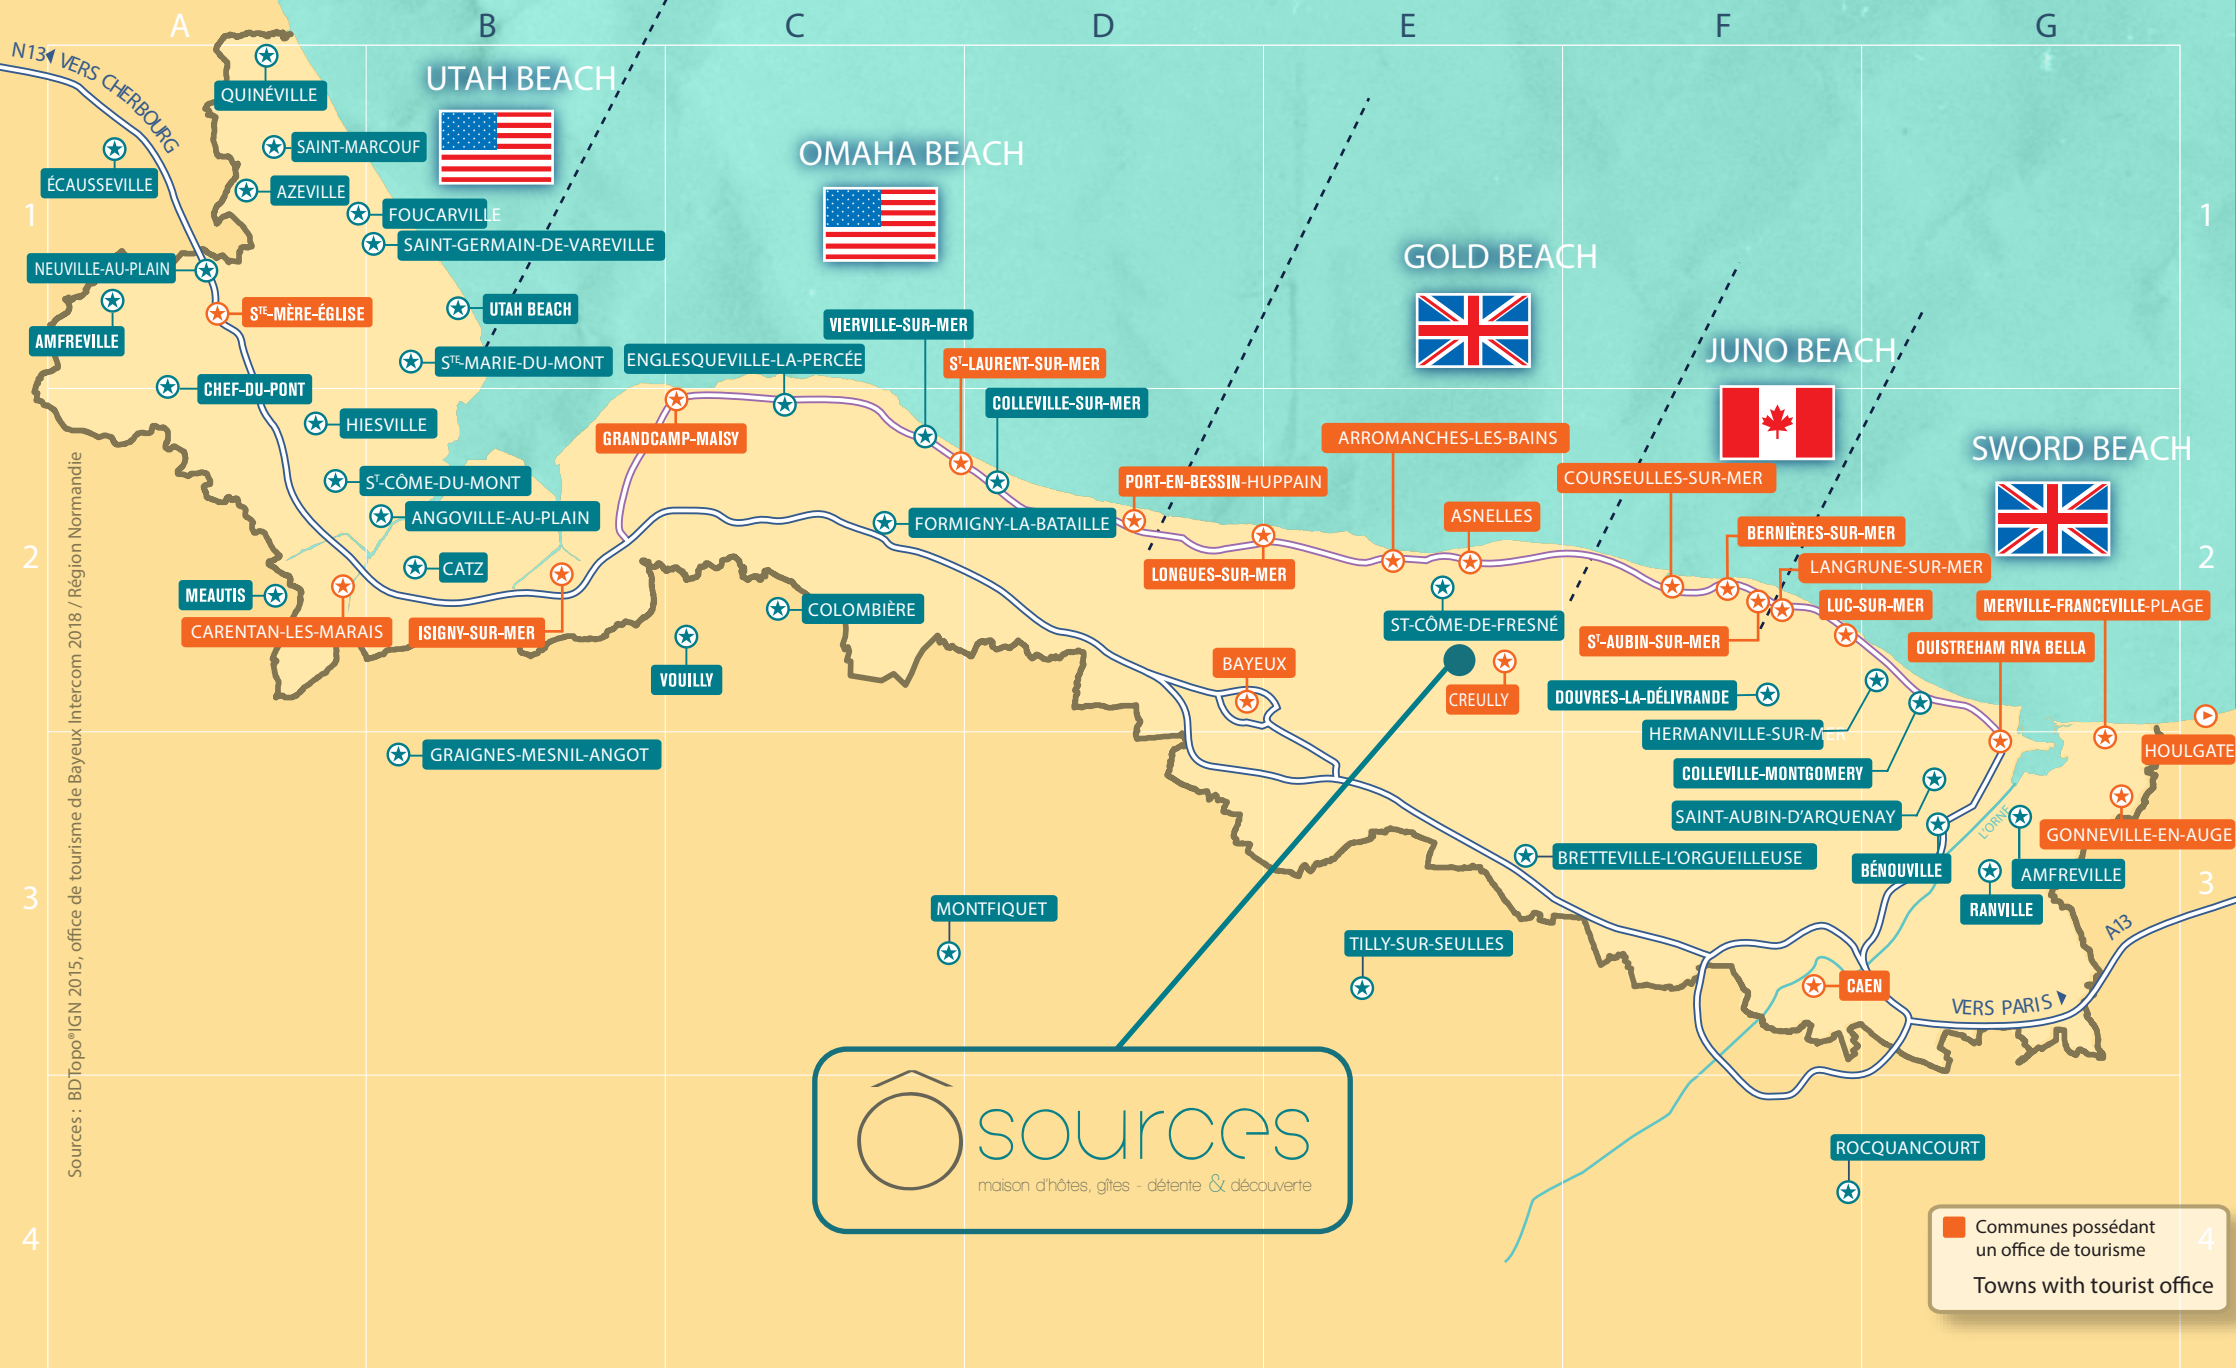 A
B
C
D
E
F
G
N13
VERS CHERBOURG
QUINÉVILLE
UTAH BEACH
SAINT-MARCOUF
OMAHA BEACH
ÉCAUSSEVILLE
AZEVILLE
1
FOUCARVILLE
1
SAINT-GERMAIN-DE-VAREVILLE
GOLD BEACH
NEUVILLE-AU-PLAIN
STE-MÈRE-ÉGLISE
UTAH BEACH
VIERVILLE-SUR-MER
AMFREVILLE
JUNO BEACH
STE-MARIE-DU-MONT
ENGLESQUEVILLE-LA-PERCÉE
ST-LAURENT-SUR-MER
CHEF-DU-PONT
COLLEVILLE-SUR-MER
HIESVILLE
GRANDCAMP-MAISY
ARROMANCHES-LES-BAINS
SWORD BEACH
ST-CÔME-DU-MONT
PORT-EN-BESSIN-HUPPAIN
COURSEULLES-SUR-MER
ANGOVILLE-AU-PLAIN
FORMIGNY-LA-BATAILLE
ASNELLES
BERNIÈRES-SUR-MER
2
2
CATZ
LONGUES-SUR-MER
LANGRUNE-SUR-MER
MEAUTIS
COLOMBIÈRE
LUC-SUR-MER
MERVILLE-FRANCEVILLE-PLAGE
CARENTAN-LES-MARAIS
ISIGNY-SUR-MER
ST-CÔME-DE-FRESNÉ
ST-AUBIN-SUR-MER
OUISTREHAM RIVA BELLA
BAYEUX
VOUILLY
CREULLY
DOUVRES-LA-DÉLIVRANDE
HERMANVILLE-SUR-MER
HOULGATE
GRAIGNES-MESNIL-ANGOT
COLLEVILLE-MONTGOMERY
SAINT-AUBIN-D'ARQUENAY
L'ORNE
GONNEVILLE-EN-AUGE
BRETTEVILLE-L'ORGUEILLEUSE
BÉNOUVILLE
AMFREVILLE
3
3
MONTFIQUET
RANVILLE
A13
TILLY-SUR-SEULLES
CAEN
VERS PARIS
Ô sources
maison d'hôtes, gîtes - détente & découverte
ROCQUANCOURT
4
4
Communes possédant
un office de tourisme
Towns with tourist office
Sources : BDTopo®IGN 2015, office de tourisme de Bayeux Intercom 2018 / Région Normandie